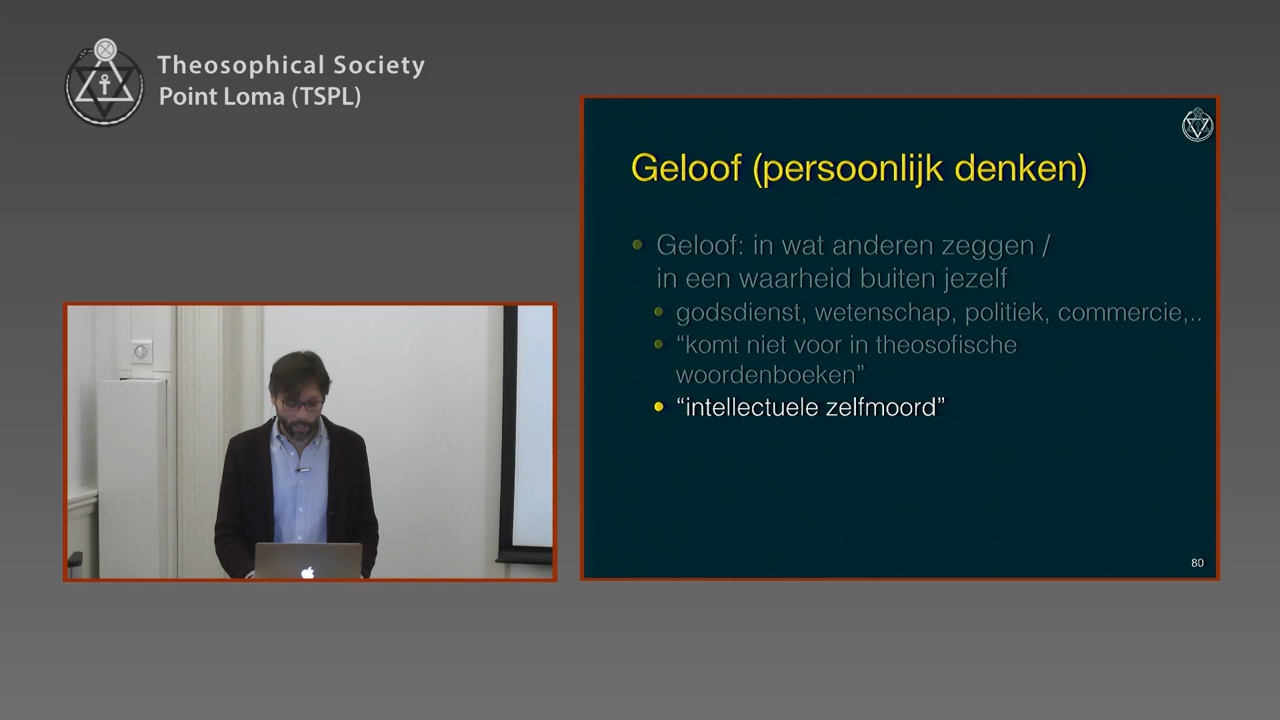 Theosophical Society
Point Loma (TSPL)
Geloof (persoonlijk denken)
Geloof: in wat anderen zeggen /
in een waarheid buiten jezelf
godsdienst, wetenschap, politiek, commercie,..
“komt niet voor in theosofische
woordenboeken”
“intellectuele zelfmoord”
80